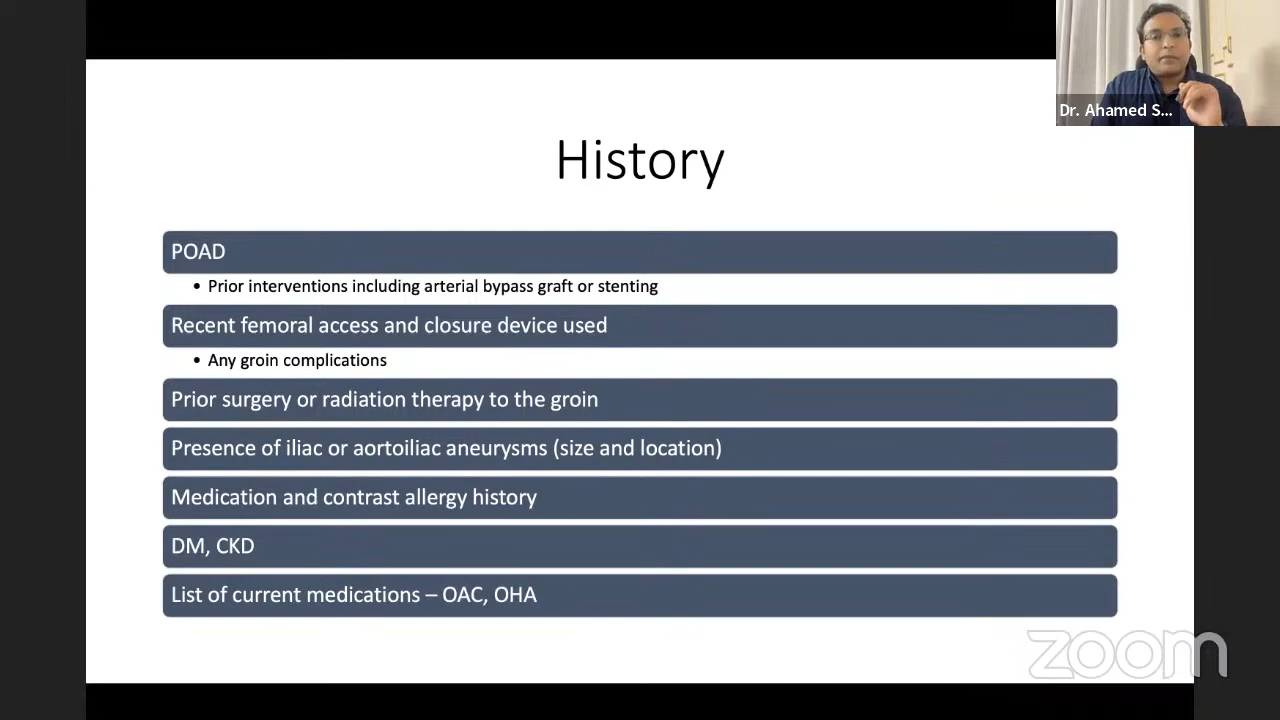 Dr. Ahamed S...
History
POAD
• Prior interventions including arterial bypass graft or stenting
Recent femoral access and closure device used
• Any groin complications
Prior surgery or radiation therapy to the groin
Presence of iliac or aortoiliac aneurysms (size and location)
Medication and contrast allergy history
DM, CKD
List of current medications – OAC, OHA
zoom